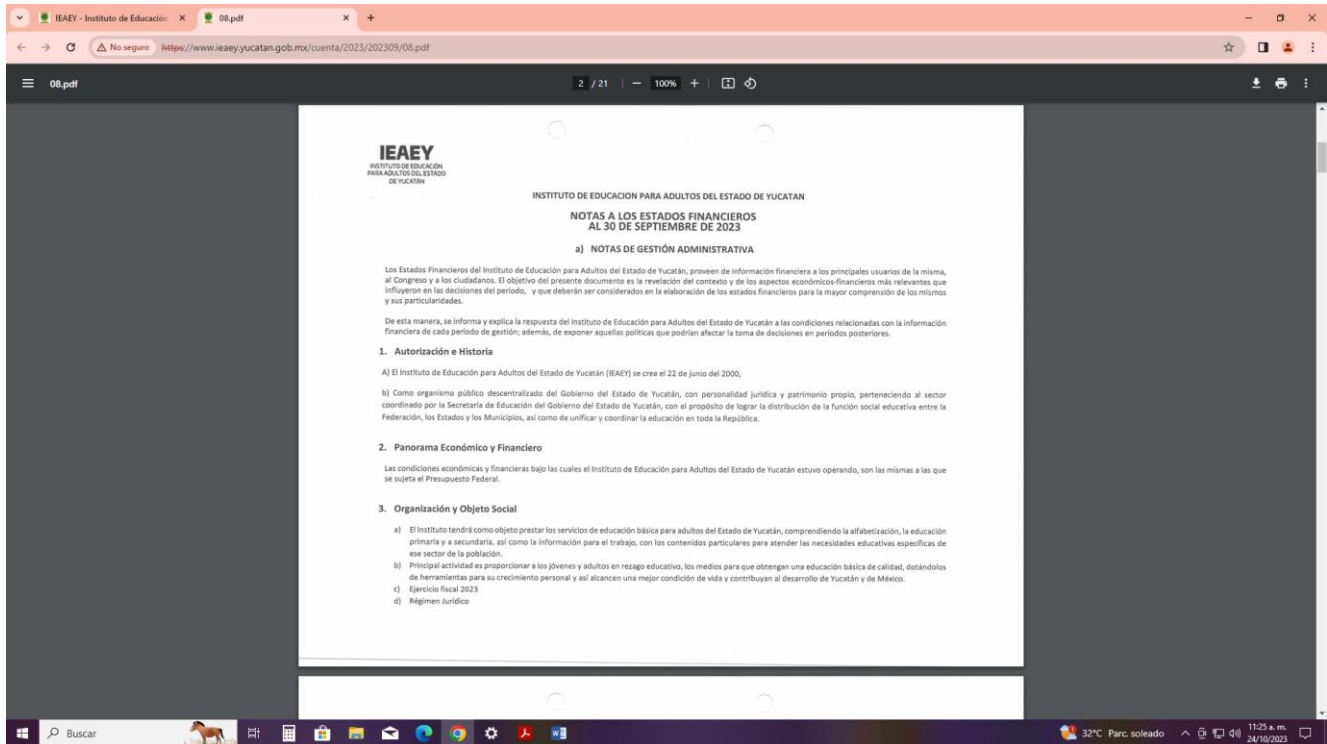 IEAEY - Instituto de Educación
08.pdf
No seguro
https://www.ieaey.yucatan.gob.mx/cuenta/2023/202309/08.pdf
08.pdf
2 / 21
100%
IEAEY
INSTITUTO DE EDUCACIÓN
PARA ADULTOS DEL ESTADO
DE YUCATÁN
INSTITUTO DE EDUCACION PARA ADULTOS DEL ESTADO DE YUCATAN
NOTAS A LOS ESTADOS FINANCIEROS
AL 30 DE SEPTIEMBRE DE 2023
a) NOTAS DE GESTIÓN ADMINISTRATIVA
Los Estados Financieros del Instituto de Educación para Adultos del Estado de Yucatán, proveen de información financiera a los principales usuarios de la misma,
al Congreso y a los ciudadanos. El objetivo del presente documento es la revelación del contexto y de los aspectos económicos-financieros más relevantes que
influyeron en las decisiones del período, y que deberán ser considerados en la elaboración de los estados financieros para la mayor comprensión de los mismos
y sus particularidades.
De esta manera, se informa y explica la respuesta del Instituto de Educación para Adultos del Estado de Yucatán a las condiciones relacionadas con la información
financiera de cada período de gestión; además, de exponer aquellas políticas que podrían afectar la toma de decisiones en períodos posteriores.
1. Autorización e Historia
A) El Instituto de Educación para Adultos del Estado de Yucatán (IEAEY) se crea el 22 de junio del 2000,
b) Como organismo público descentralizado del Gobierno del Estado de Yucatán, con personalidad jurídica y patrimonio propio, perteneciendo al sector
coordinado por la Secretaría de Educación del Gobierno del Estado de Yucatán, con el propósito de lograr la distribución de la función social educativa entre la
Federación, los Estados y los Municipios, así como de unificar y coordinar la educación en toda la República.
2. Panorama Económico y Financiero
Las condiciones económicas y financieras bajo las cuales el Instituto de Educación para Adultos del Estado de Yucatán estuvo operando, son las mismas a las que
se sujeta el Presupuesto Federal.
3. Organización y Objeto Social
a) El Instituto tendrá como objeto prestar los servicios de educación básica para adultos del Estado de Yucatán, comprendiendo la alfabetización, la educación
primaria y a secundaria, así como la información para el trabajo, con los contenidos particulares para atender las necesidades educativas específicas de
ese sector de la población.
b) Principal actividad es proporcionar a los jóvenes y adultos en rezago educativo, los medios para que obtengan una educación básica de calidad, dotándolos
de herramientas para su crecimiento personal y así alcancen una mejor condición de vida y contribuyan al desarrollo de Yucatán y de México.
c) Ejercicio fiscal 2023
d) Régimen Jurídico
Buscar
32°C Parc. soleado
11:25 a. m.
24/10/2023